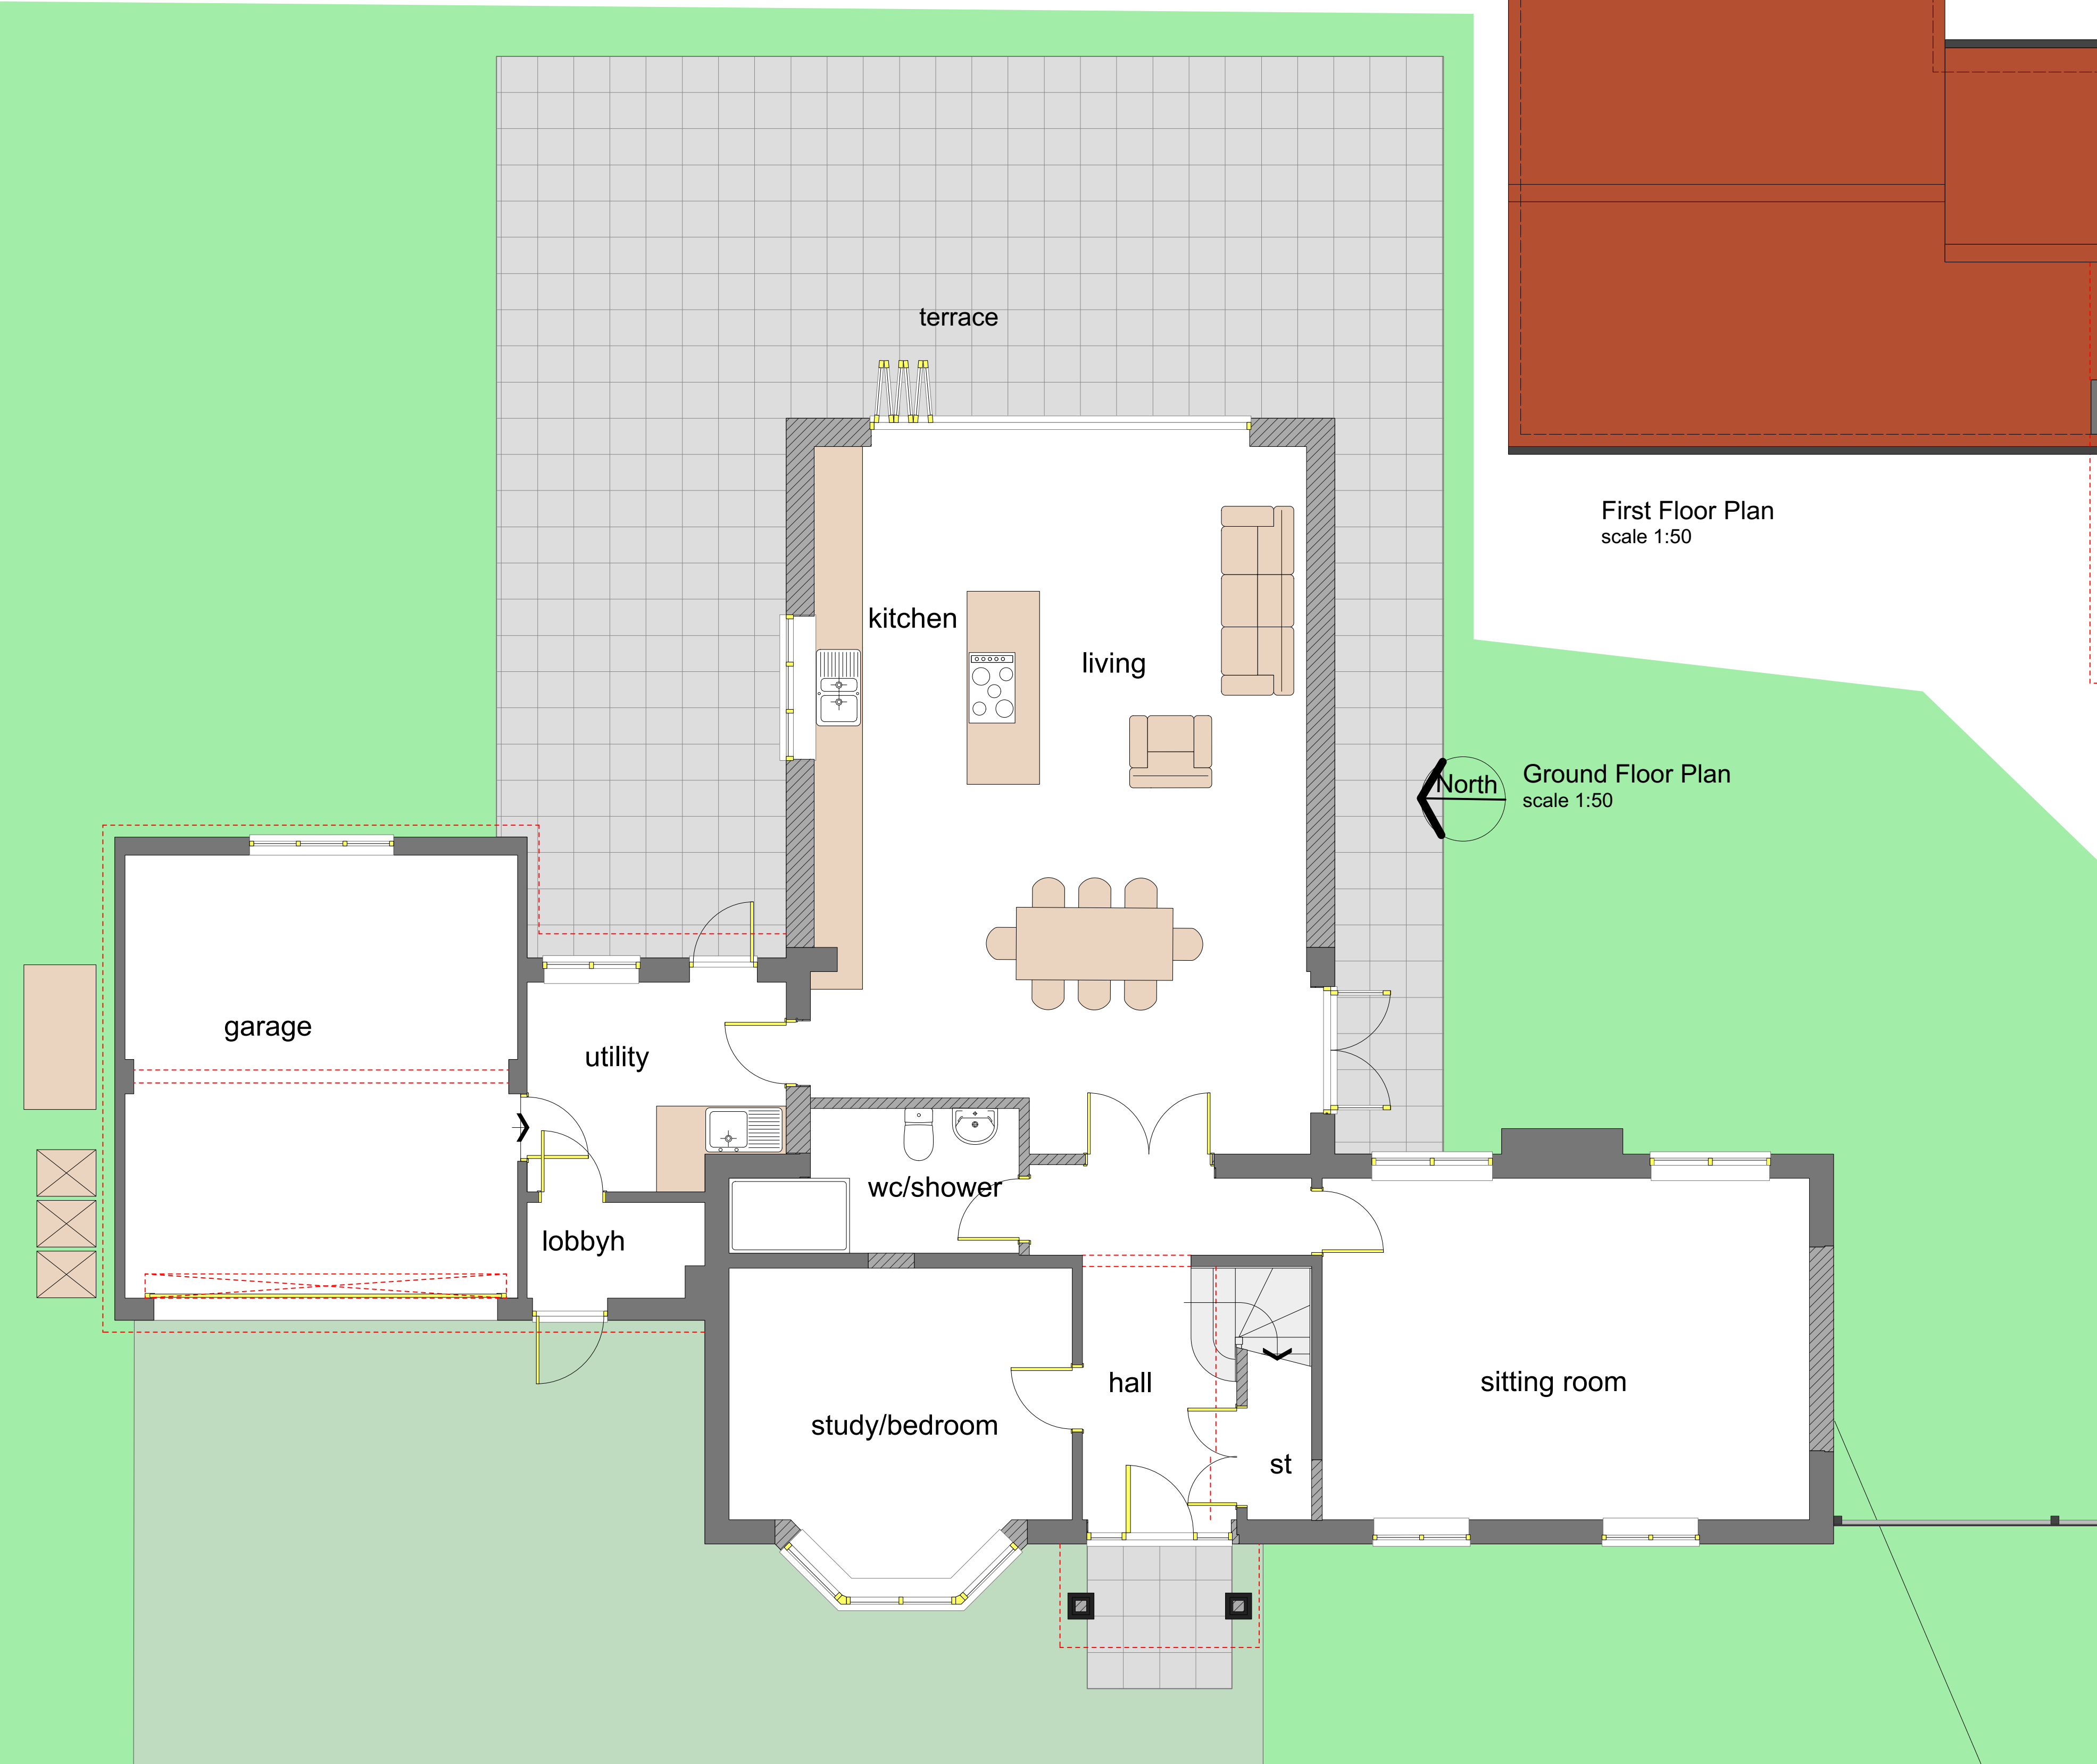 terrace
First Floor Plan
scale 1:50
kitchen
living
North
Ground Floor Plan
scale 1:50
garage
utility
wc/shower
lobbyh
hall
sitting room
study/bedroom
st